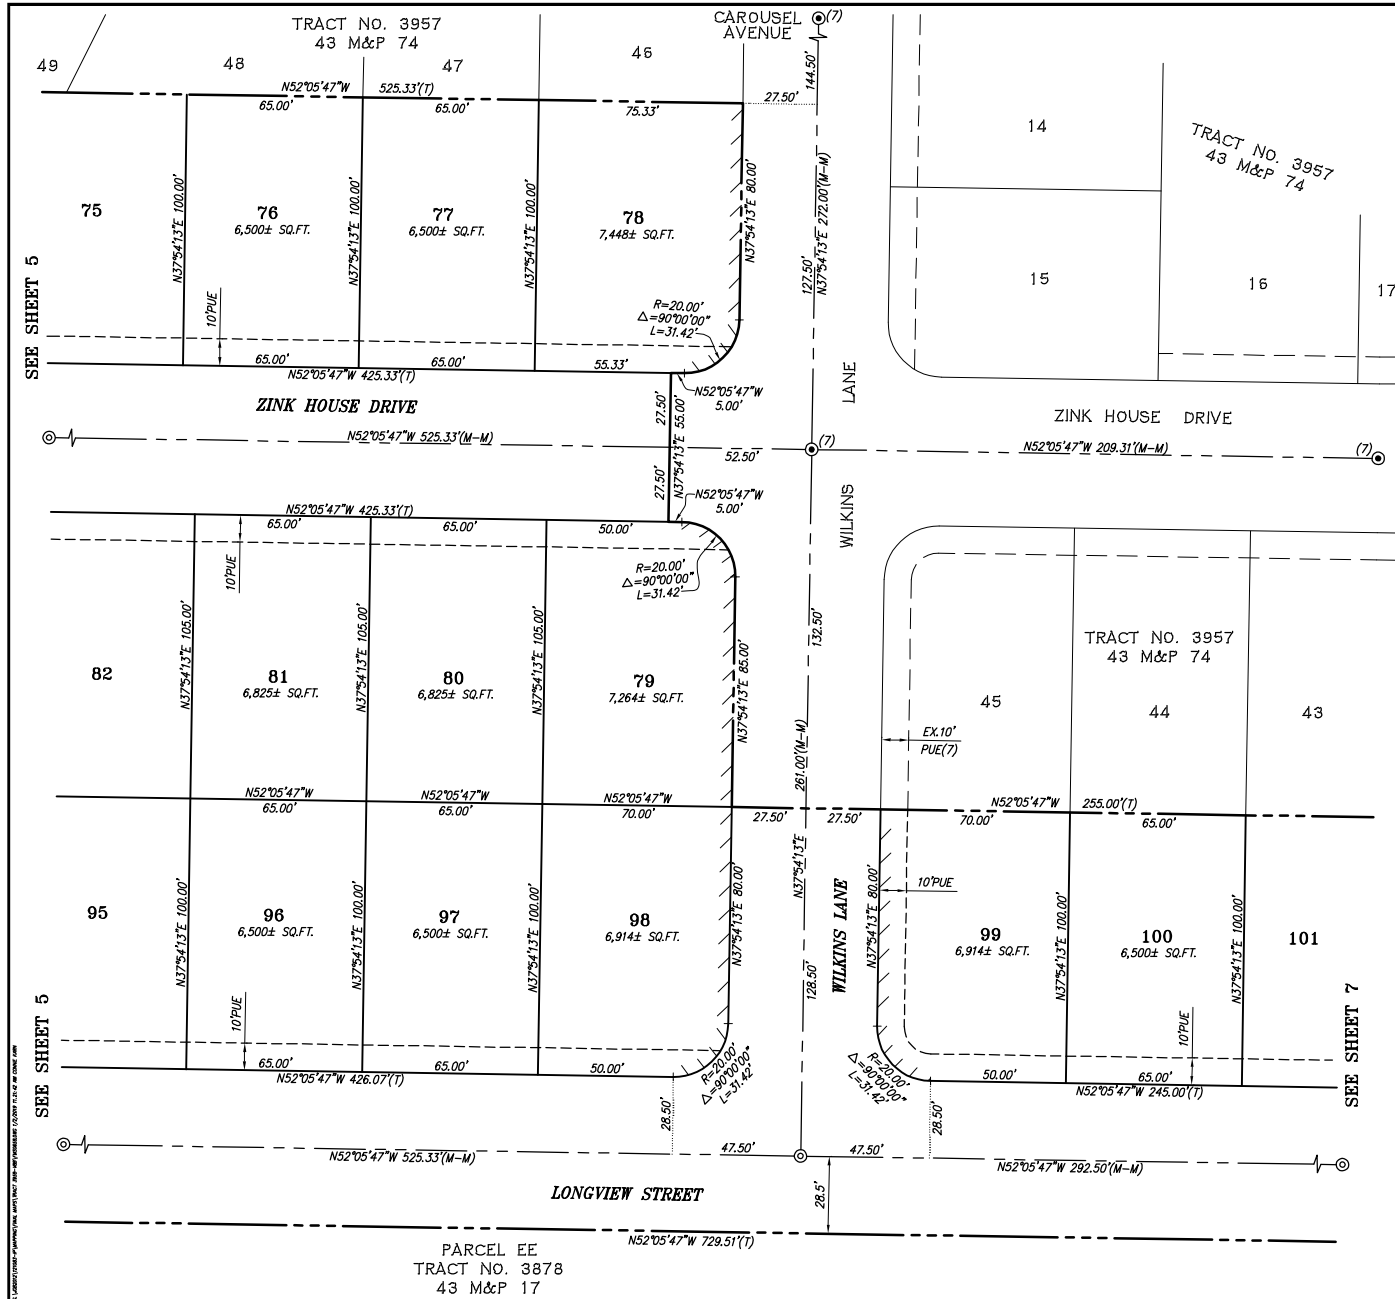 TRACT NO. 3957
43 M&P 74
CAROUSEL
AVENUE
(7)
49
48
47
46
N52°05'47"W 525.33'(T)
65.00'
65.00'
75.33'
27.50'
144.50'
14
TRACT NO. 3957
43 M&P 74
75
N37°54'13"E 100.00'
76
6,500± SQ.FT.
N37°54'13"E 100.00'
77
6,500± SQ.FT.
N37°54'13"E 100.00'
78
7,448± SQ.FT.
N37°54'13"E 80.00'
127.50'
N37°54'13"E 272.00'(M-M)
15
16
17
SEE SHEET 5
10'PUE
R=20.00'
△=90°00'00"
L=31.42'
65.00'
65.00'
55.33'
N52°05'47"W 425.33'(T)
N52°05'47"W
5.00'
LANE
ZINK HOUSE DRIVE
27.50'
N37°54'13"E 55.00'
ZINK HOUSE DRIVE
N52°05'47"W 525.33'(M-M)
52.50'
(7)
N52°05'47"W 209.31'(M-M)
(7)
27.50'
N52°05'47"W
5.00'
WILKINS
N52°05'47"W 425.33'(T)
65.00'
65.00'
50.00'
10'PUE
R=20.00'
△=90°00'00"
L=31.42'
132.50'
TRACT NO. 3957
43 M&P 74
82
N37°54'13"E 105.00'
81
6,825± SQ.FT.
N37°54'13"E 105.00'
80
6,825± SQ.FT.
N37°54'13"E 105.00'
79
7,264± SQ.FT.
N37°54'13"E 85.00'
45
44
43
EX.10'
PUE(7)
N37°54'13"E 261.00'(M-M)
N52°05'47"W
65.00'
N52°05'47"W
65.00'
N52°05'47"W
70.00'
27.50'
27.50'
N52°05'47"W 255.00'(T)
70.00'
65.00'
10'PUE
95
N37°54'13"E 100.00'
96
6,500± SQ.FT.
N37°54'13"E 100.00'
97
6,500± SQ.FT.
N37°54'13"E 100.00'
98
6,914± SQ.FT.
N37°54'13"E 80.00'
128.50'
WILKINS LANE
N37°54'13"E 80.00'
99
6,914± SQ.FT.
N37°54'13"E 100.00'
100
6,500± SQ.FT.
N37°54'13"E 100.00'
101
SEE SHEET 5
10'PUE
10'PUE
SEE SHEET 7
65.00'
65.00'
50.00'
N52°05'47"W 426.07'(T)
R=20.00'
△=90°00'00"
L=31.42'
R=20.00'
△=90°00'00"
L=31.42'
50.00'
65.00'
N52°05'47"W 245.00'(T)
28.50'
28.50'
N52°05'47"W 525.33'(M-M)
47.50'
47.50'
N52°05'47"W 292.50'(M-M)
LONGVIEW STREET
28.5'
N52°05'47"W 729.51'(T)
PARCEL EE
TRACT NO. 3878
43 M&P 17